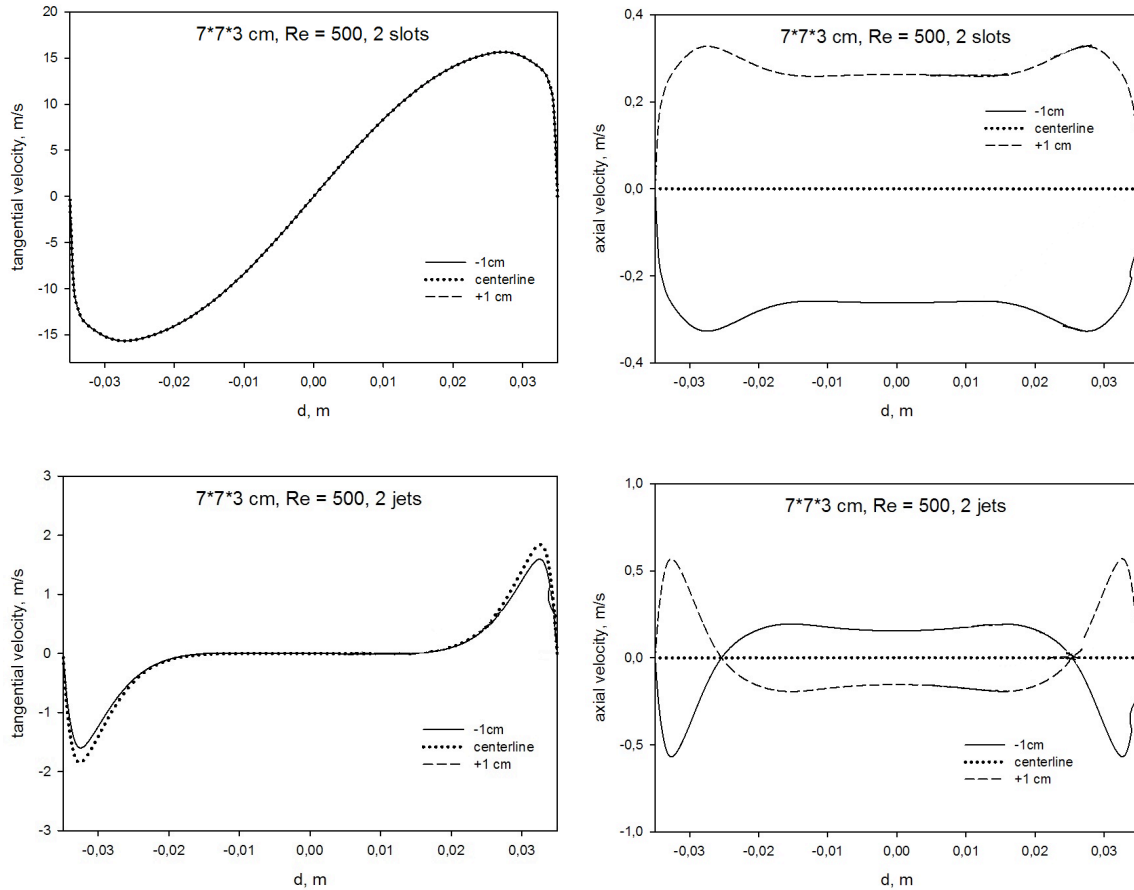 7*7*3 cm, Re = 500, 2 slots
tangential velocity, m/s
20
15
10
5
0
-5
-10
-15
-1cm
centerline
+1 cm
-0,03
-0,02
-0,01
0,00
0,01
0,02
0,03
d, m
7*7*3 cm, Re = 500, 2 slots
axial velocity, m/s
0,4
0,2
0,0
-0,2
-0,4
-1cm
centerline
+1 cm
-0,03
-0,02
-0,01
0,00
0,01
0,02
0,03
d, m
7*7*3 cm, Re = 500, 2 jets
tangential velocity, m/s
3
2
1
0
-1
-2
-3
-1cm
centerline
+1 cm
-0,03
-0,02
-0,01
0,00
0,01
0,02
0,03
d, m
7*7*3 cm, Re = 500, 2 jets
axial velocity, m/s
1,0
0,5
0,0
-0,5
-1,0
-1cm
centerline
+1 cm
-0,03
-0,02
-0,01
0,00
0,01
0,02
0,03
d, m